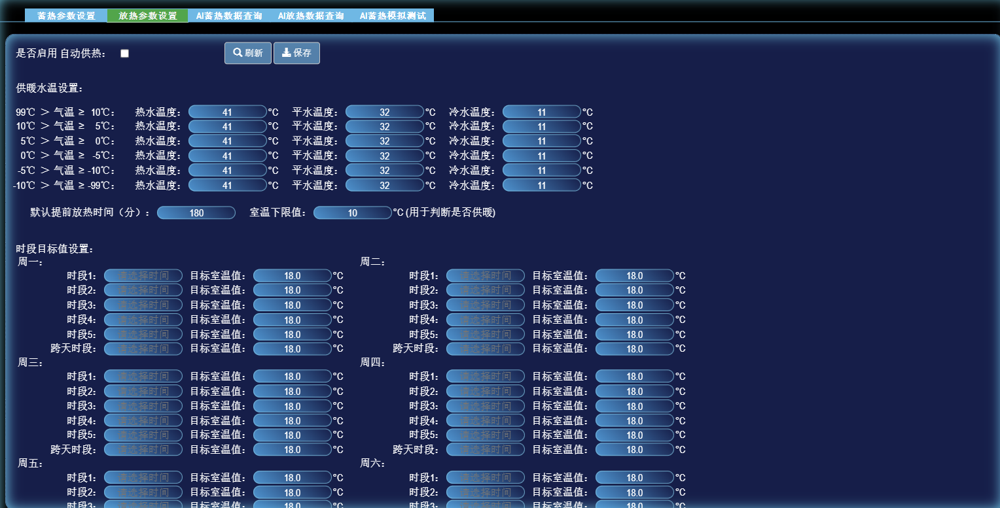 蓄热参数设置 放热参数设置 AI蓄热数据查询 AI放热数据查询 AI蓄热模拟测试
是否启用 自动供热： 刷新 保存
供暖水温设置：
99℃ ＞ 气温 ≥ 10℃： 热水温度： 41 ℃ 平水温度： 32 ℃ 冷水温度： 11 ℃
10℃ ＞ 气温 ≥ 5℃： 热水温度： 41 ℃ 平水温度： 32 ℃ 冷水温度： 11 ℃
5℃ ＞ 气温 ≥ 0℃： 热水温度： 41 ℃ 平水温度： 32 ℃ 冷水温度： 11 ℃
0℃ ＞ 气温 ≥ -5℃： 热水温度： 41 ℃ 平水温度： 32 ℃ 冷水温度： 11 ℃
-5℃ ＞ 气温 ≥ -10℃： 热水温度： 41 ℃ 平水温度： 32 ℃ 冷水温度： 11 ℃
-10℃ ＞ 气温 ≥ -99℃： 热水温度： 41 ℃ 平水温度： 32 ℃ 冷水温度： 11 ℃
默认提前放热时间（分）： 180 室温下限值： 10 ℃ (用于判断是否供暖)
时段目标值设置：
周一： 周二：
时段1： 请选择时间 目标室温值： 18.0 ℃ 时段1： 请选择时间 目标室温值： 18.0 ℃
时段2： 请选择时间 目标室温值： 18.0 ℃ 时段2： 请选择时间 目标室温值： 18.0 ℃
时段3： 请选择时间 目标室温值： 18.0 ℃ 时段3： 请选择时间 目标室温值： 18.0 ℃
时段4： 请选择时间 目标室温值： 18.0 ℃ 时段4： 请选择时间 目标室温值： 18.0 ℃
时段5： 请选择时间 目标室温值： 18.0 ℃ 时段5： 请选择时间 目标室温值： 18.0 ℃
跨天时段： 请选择时间 目标室温值： 18.0 ℃ 跨天时段： 请选择时间 目标室温值： 18.0 ℃
周三： 周四：
时段1： 请选择时间 目标室温值： 18.0 ℃ 时段1： 请选择时间 目标室温值： 18.0 ℃
时段2： 请选择时间 目标室温值： 18.0 ℃ 时段2： 请选择时间 目标室温值： 18.0 ℃
时段3： 请选择时间 目标室温值： 18.0 ℃ 时段3： 请选择时间 目标室温值： 18.0 ℃
时段4： 请选择时间 目标室温值： 18.0 ℃ 时段4： 请选择时间 目标室温值： 18.0 ℃
时段5： 请选择时间 目标室温值： 18.0 ℃ 时段5： 请选择时间 目标室温值： 18.0 ℃
跨天时段： 请选择时间 目标室温值： 18.0 ℃ 跨天时段： 请选择时间 目标室温值： 18.0 ℃
周五： 周六：
时段1： 请选择时间 目标室温值： 18.0 ℃ 时段1： 请选择时间 目标室温值： 18.0 ℃
时段2： 请选择时间 目标室温值： 18.0 ℃ 时段2： 请选择时间 目标室温值： 18.0 ℃
时段3： 请选择时间 目标室温值： 18.0 ℃ 时段3： 请选择时间 目标室温值： 18.0 ℃